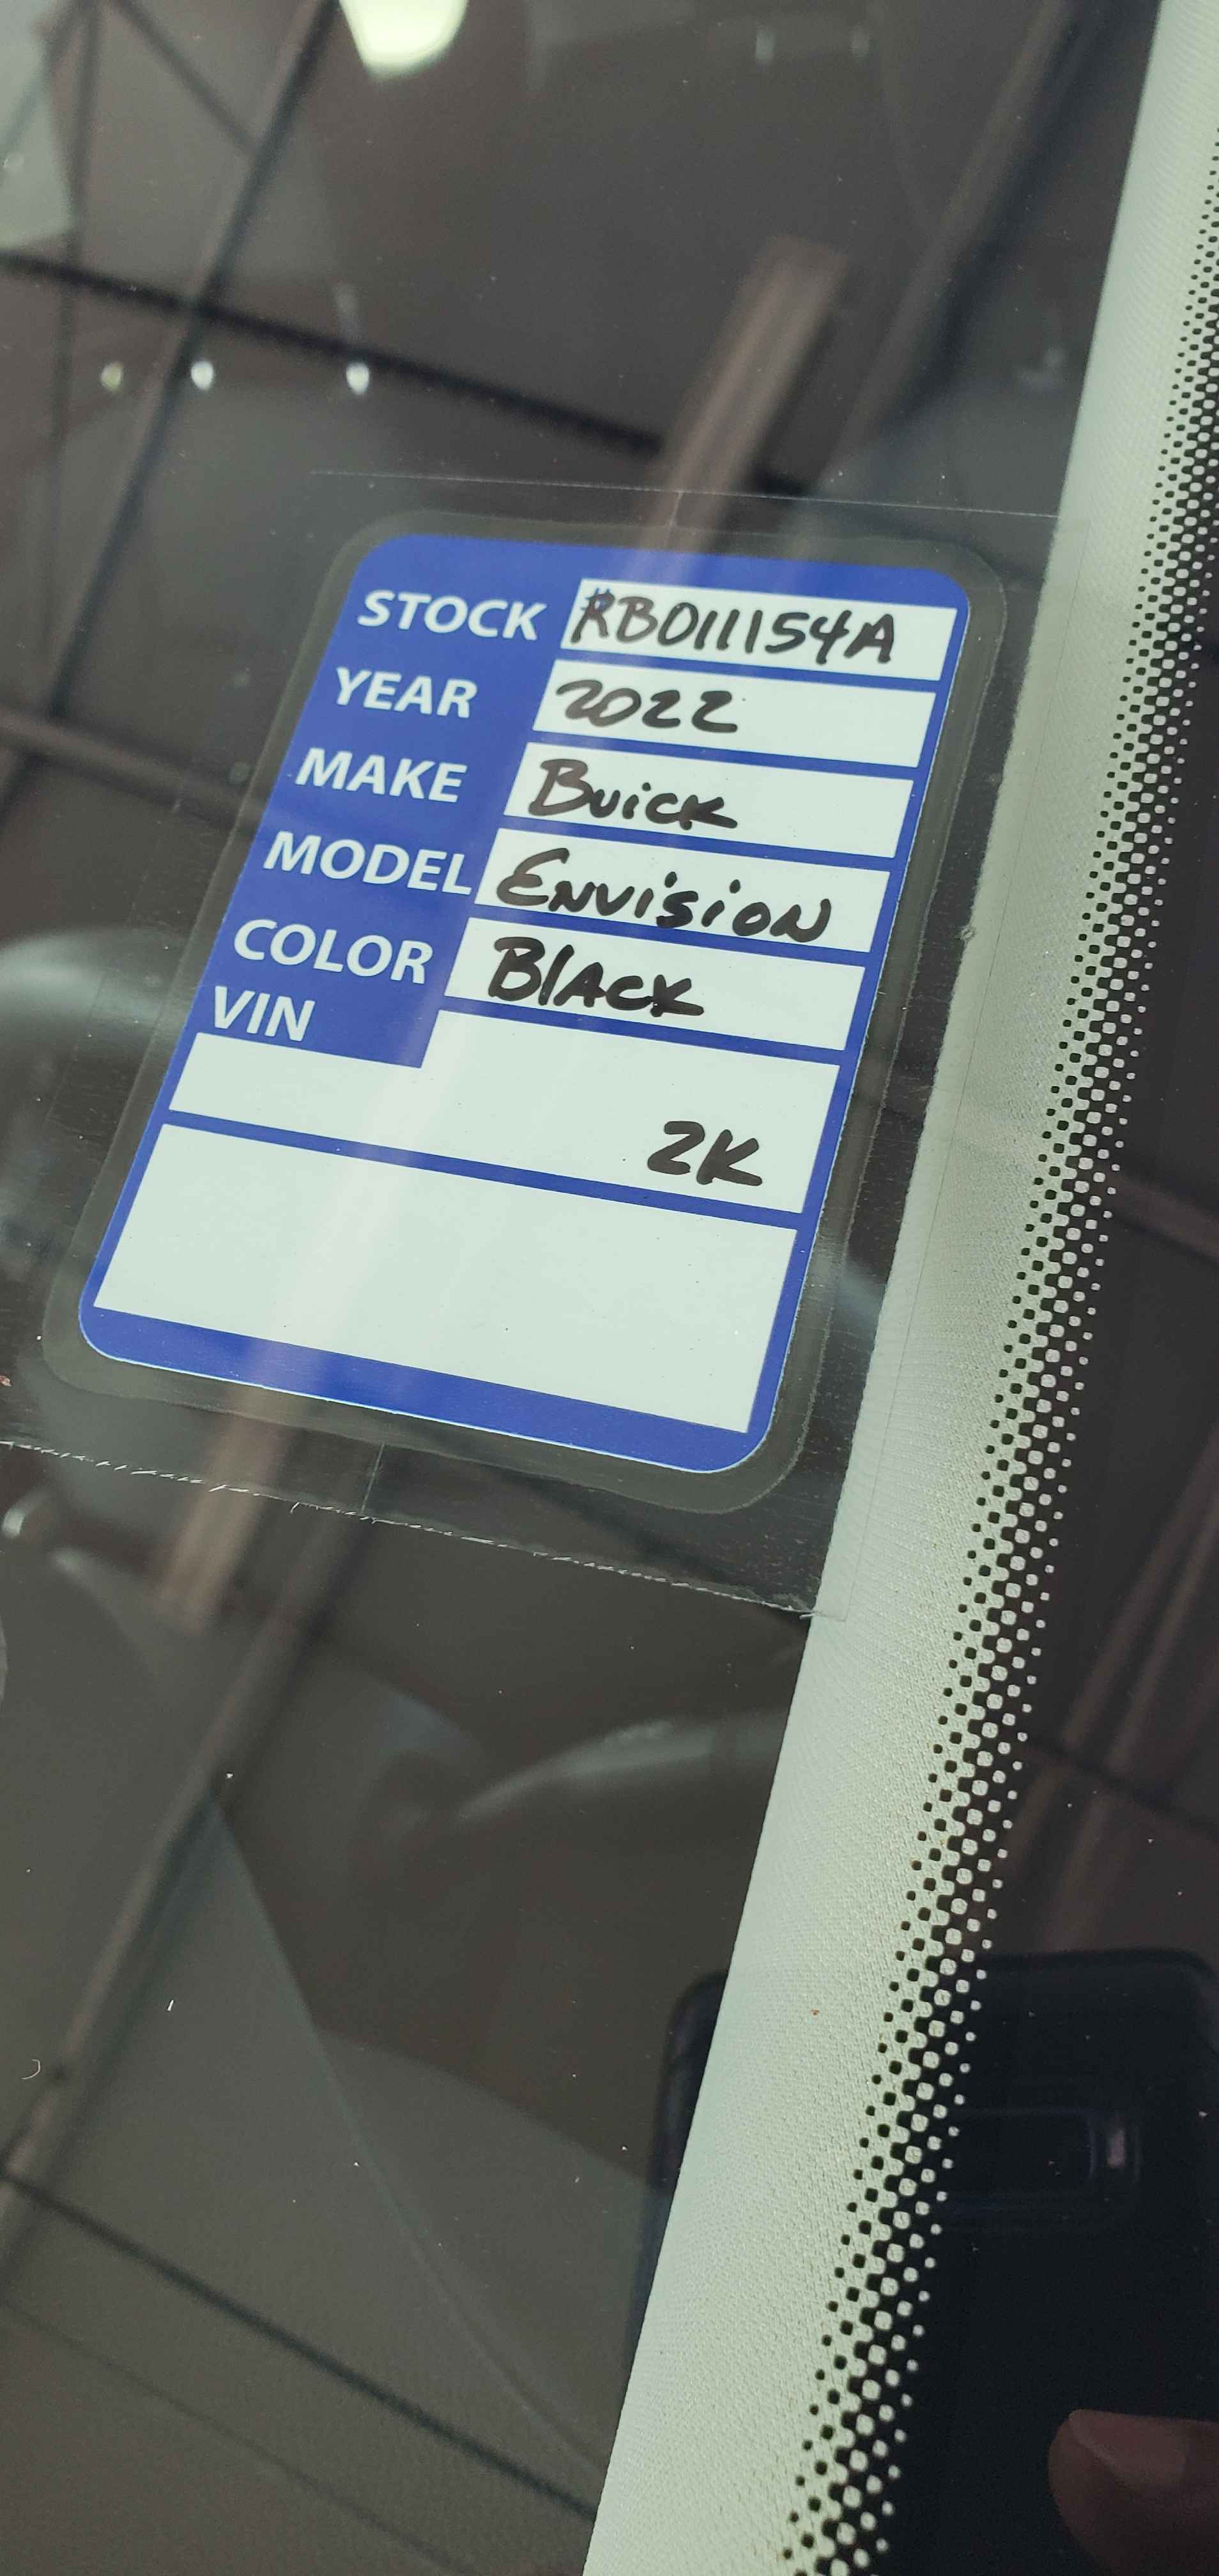 STOCK #RB011154A
YEAR 2022
MAKE Buick
MODEL Envision
COLOR Black
VIN
2K